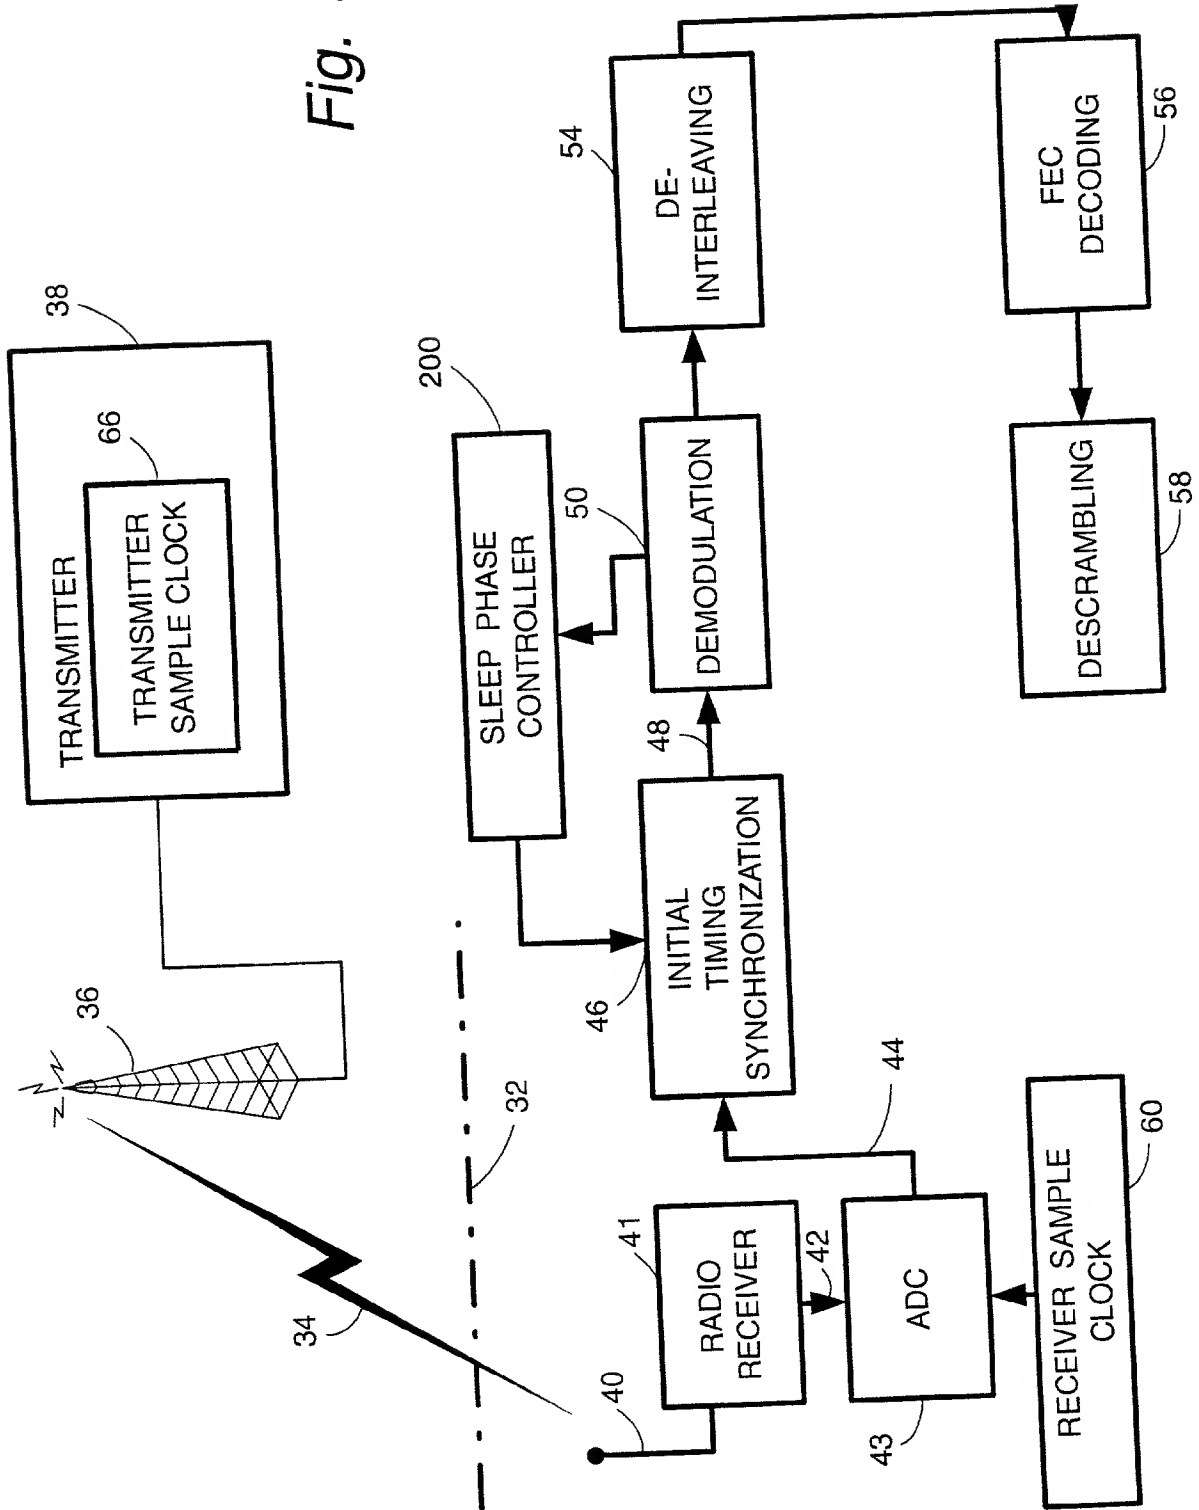 Fig.
38
TRANSMITTER
66
TRANSMITTER
SAMPLE CLOCK
36
34
32
200
SLEEP PHASE
CONTROLLER
40
41
RADIO
RECEIVER
42
43
ADC
44
RECEIVER SAMPLE
CLOCK
60
46
INITIAL
TIMING
SYNCHRONIZATION
48
50
DEMODULATION
54
DE-
INTERLEAVING
FEC
DECODING
56
DESCRAMBLING
58